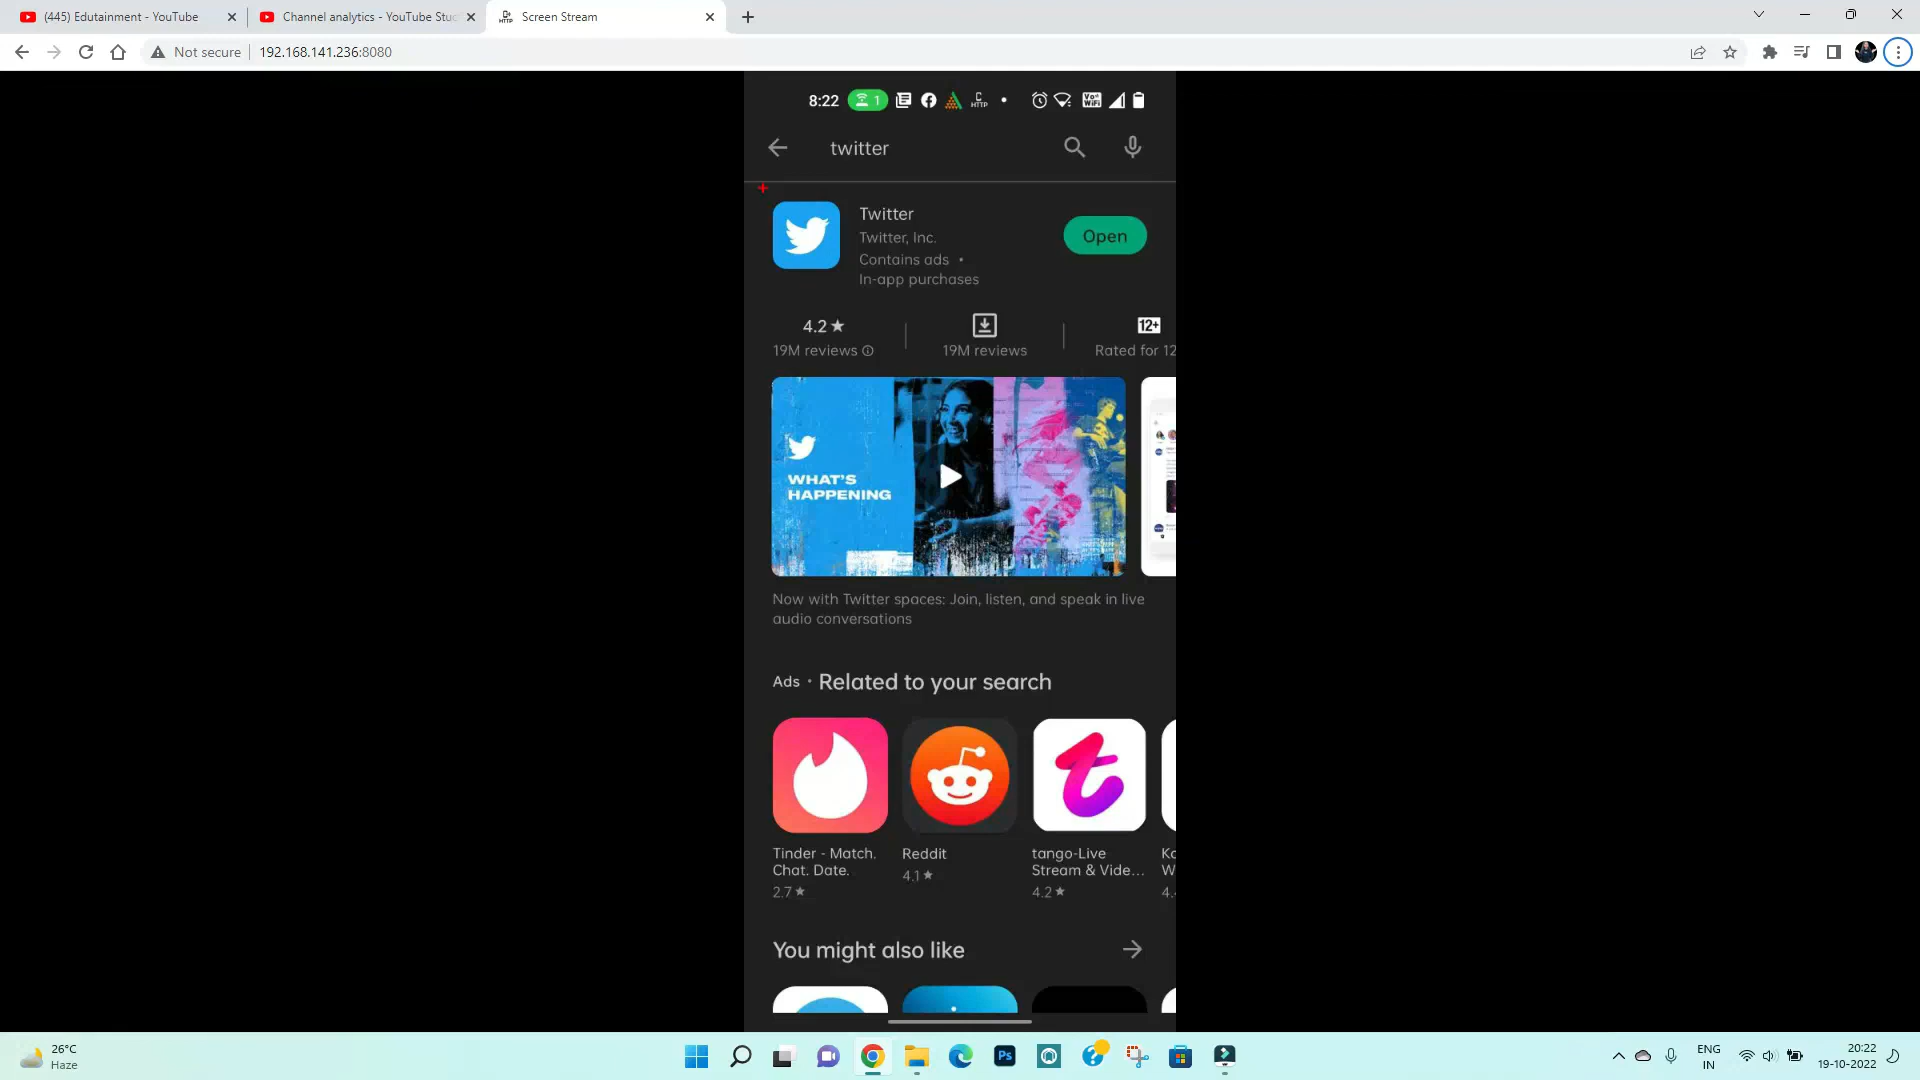 (445) Edutainment - YouTube
Channel analytics - YouTube Stu
Screen Stream
Not secure
192.168.141.236:8080
8:22
1
HTTP
Vo WiFi
twitter
Twitter
Twitter, Inc.
Contains ads •
In-app purchases
Open
4.2★
19M reviews
19M reviews
12+
Rated for 12
WHAT'S
HAPPENING
Now with Twitter spaces: Join, listen, and speak in live
audio conversations
Ads • Related to your search
Tinder - Match.
Chat. Date.
2.7★
Reddit
4.1★
tango-Live
Stream & Vide...
4.2★
You might also like
26°C
Haze
Ps
ENG
IN
20:22
19-10-2022